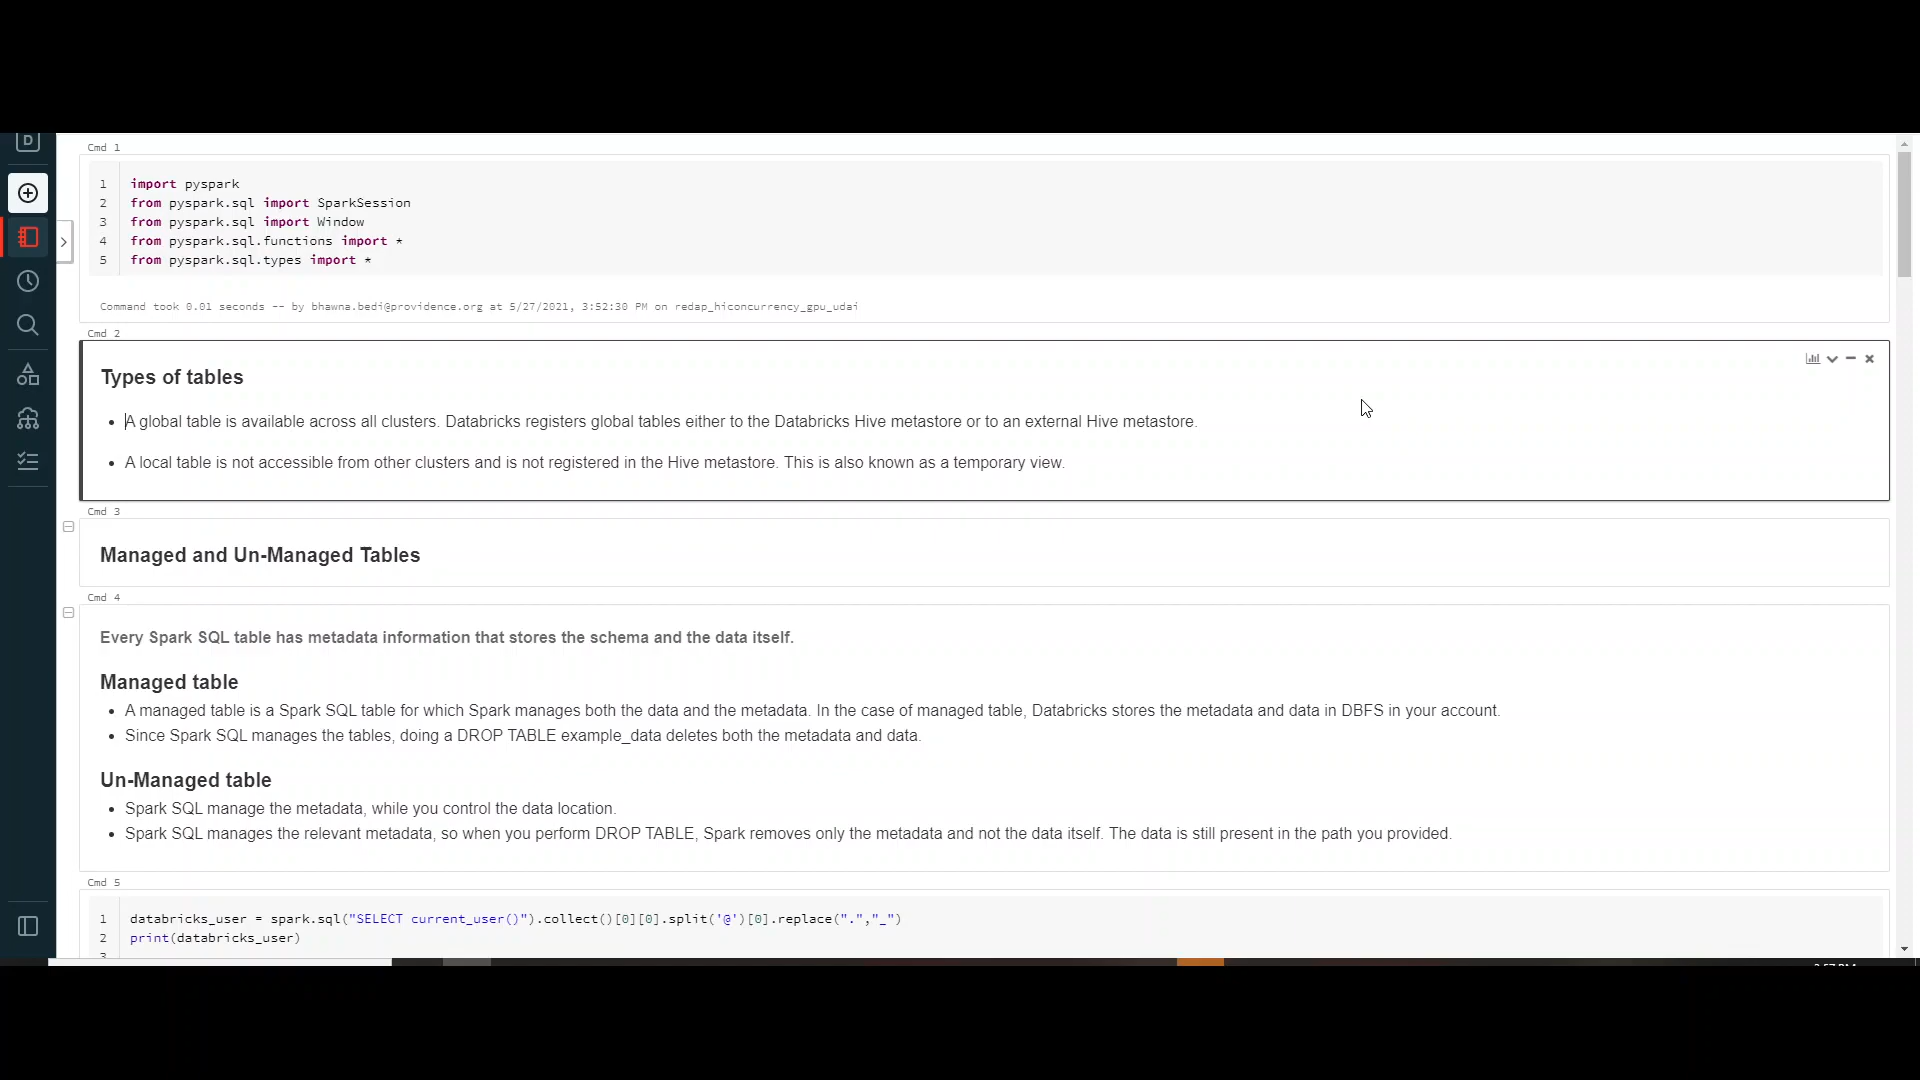 D
Cmd 1
1 import pyspark
2 from pyspark.sql import SparkSession
3 from pyspark.sql import Window
4 from pyspark.sql.functions import *
5 from pyspark.sql.types import *
Command took 0.01 seconds -- by bhawna.bedi@providence.org at 5/27/2021, 3:52:30 PM on redap_hiconcurrency_gpu_udai
Cmd 2
Types of tables
• A global table is available across all clusters. Databricks registers global tables either to the Databricks Hive metastore or to an external Hive metastore.
• A local table is not accessible from other clusters and is not registered in the Hive metastore. This is also known as a temporary view.
Cmd 3
Managed and Un-Managed Tables
Cmd 4
Every Spark SQL table has metadata information that stores the schema and the data itself.
Managed table
• A managed table is a Spark SQL table for which Spark manages both the data and the metadata. In the case of managed table, Databricks stores the metadata and data in DBFS in your account.
• Since Spark SQL manages the tables, doing a DROP TABLE example_data deletes both the metadata and data.
Un-Managed table
• Spark SQL manage the metadata, while you control the data location.
• Spark SQL manages the relevant metadata, so when you perform DROP TABLE, Spark removes only the metadata and not the data itself. The data is still present in the path you provided.
Cmd 5
1 databricks_user = spark.sql("SELECT current_user()").collect()[0][0].split('@')[0].replace(".","_")
2 print(databricks_user)
3